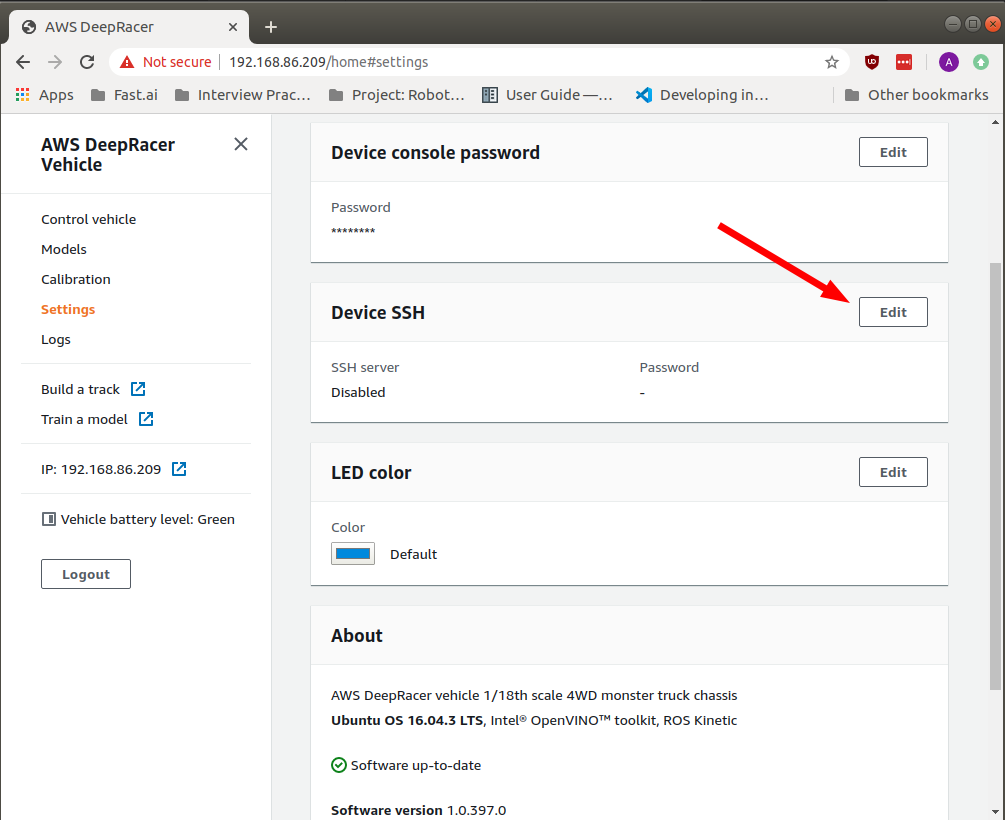 AWS DeepRacer
Not secure 192.168.86.209/home#settings
A
Apps Fast.ai Interview Prac... Project: Robot... User Guide —... Developing in... Other bookmarks
AWS DeepRacer
Vehicle
Control vehicle
Models
Calibration
Settings
Logs
Build a track
Train a model
IP: 192.168.86.209
Vehicle battery level: Green
Logout
Device console password
Edit
Password
********
Device SSH
Edit
SSH server Password
Disabled -
LED color
Edit
Color
Default
About
AWS DeepRacer vehicle 1/18th scale 4WD monster truck chassis
Ubuntu OS 16.04.3 LTS, Intel® OpenVINO™ toolkit, ROS Kinetic
Software up-to-date
Software version 1.0.397.0